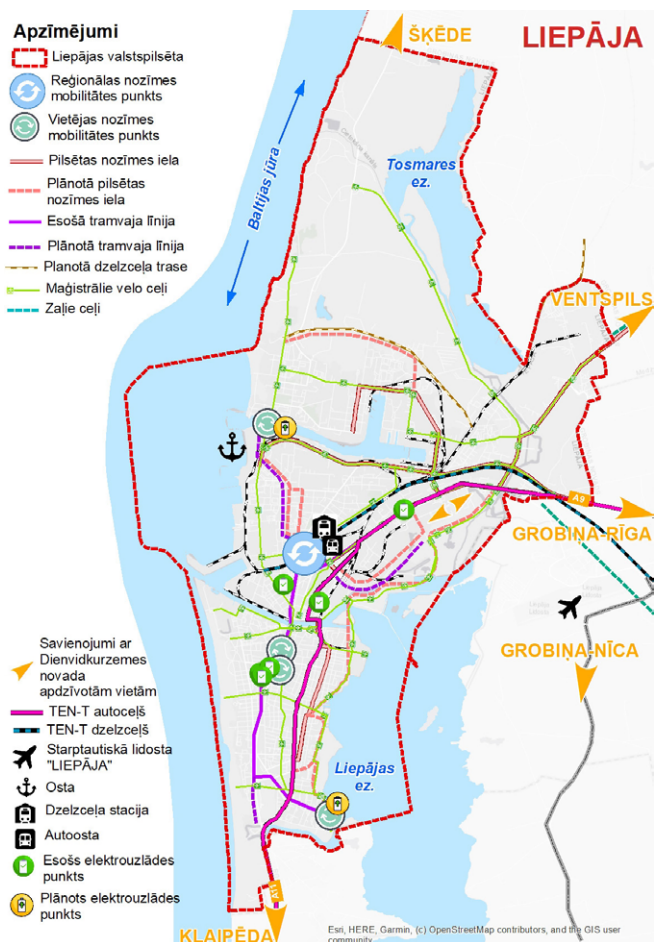 Apzīmējumi
Liepājas valstspilsēta
Reģionālas nozīmes
mobilitātes punkts
Vietējas nozīmes
mobilitātes punkts
Pilsētas nozīmes iela
Plānotā pilsētas
nozīmes iela
Esošā tramvaja līnija
Plānotā tramvaja līnija
Planotā dzelzceļa trase
Maģistrālie velo ceļi
Zaļie ceļi
ŠĶĒDE
LIEPĀJA
Baltijas jūra
Tosmares
ez.
VENTSPILS
A9
GROBIŅA-RĪGA
GROBIŅA-NĪCA
Liepājas
ez.
A11
KLAIPĒDA
Savienojumi ar
Dienvidkurzemes
novada
apdzīvotām vietām
TEN-T autoceļš
TEN-T dzelzceļš
Starptautiskā lidosta
"LIEPĀJA"
Osta
Dzelzceļa stacija
Autoosta
Esošs elektrouzlādes
punkts
Plānots elektrouzlādes
punkts
Esri, HERE, Garmin, (c) OpenStreetMap contributors, and the GIS user
community